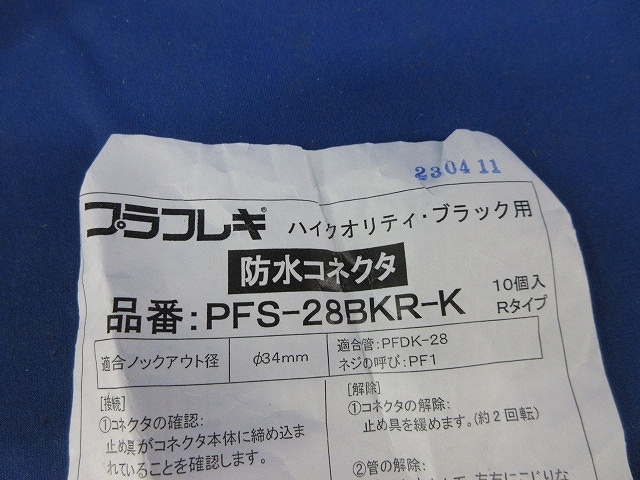 230411
プラフレキ ハイクオリティ・ブラック用
防水コネクタ
品番:PFS-28BKR-K 10個入
Rタイプ
適合ノックアウト径 φ34mm 適合管:PFDK-28
ネジの呼び:PF1
[接続]
①コネクタの確認:
止め具がコネクタ本体に締め込ま
れていることを確認します。
[解除]
①コネクタの解除:
止め具を緩めます。(約2回転)
②管の解除: